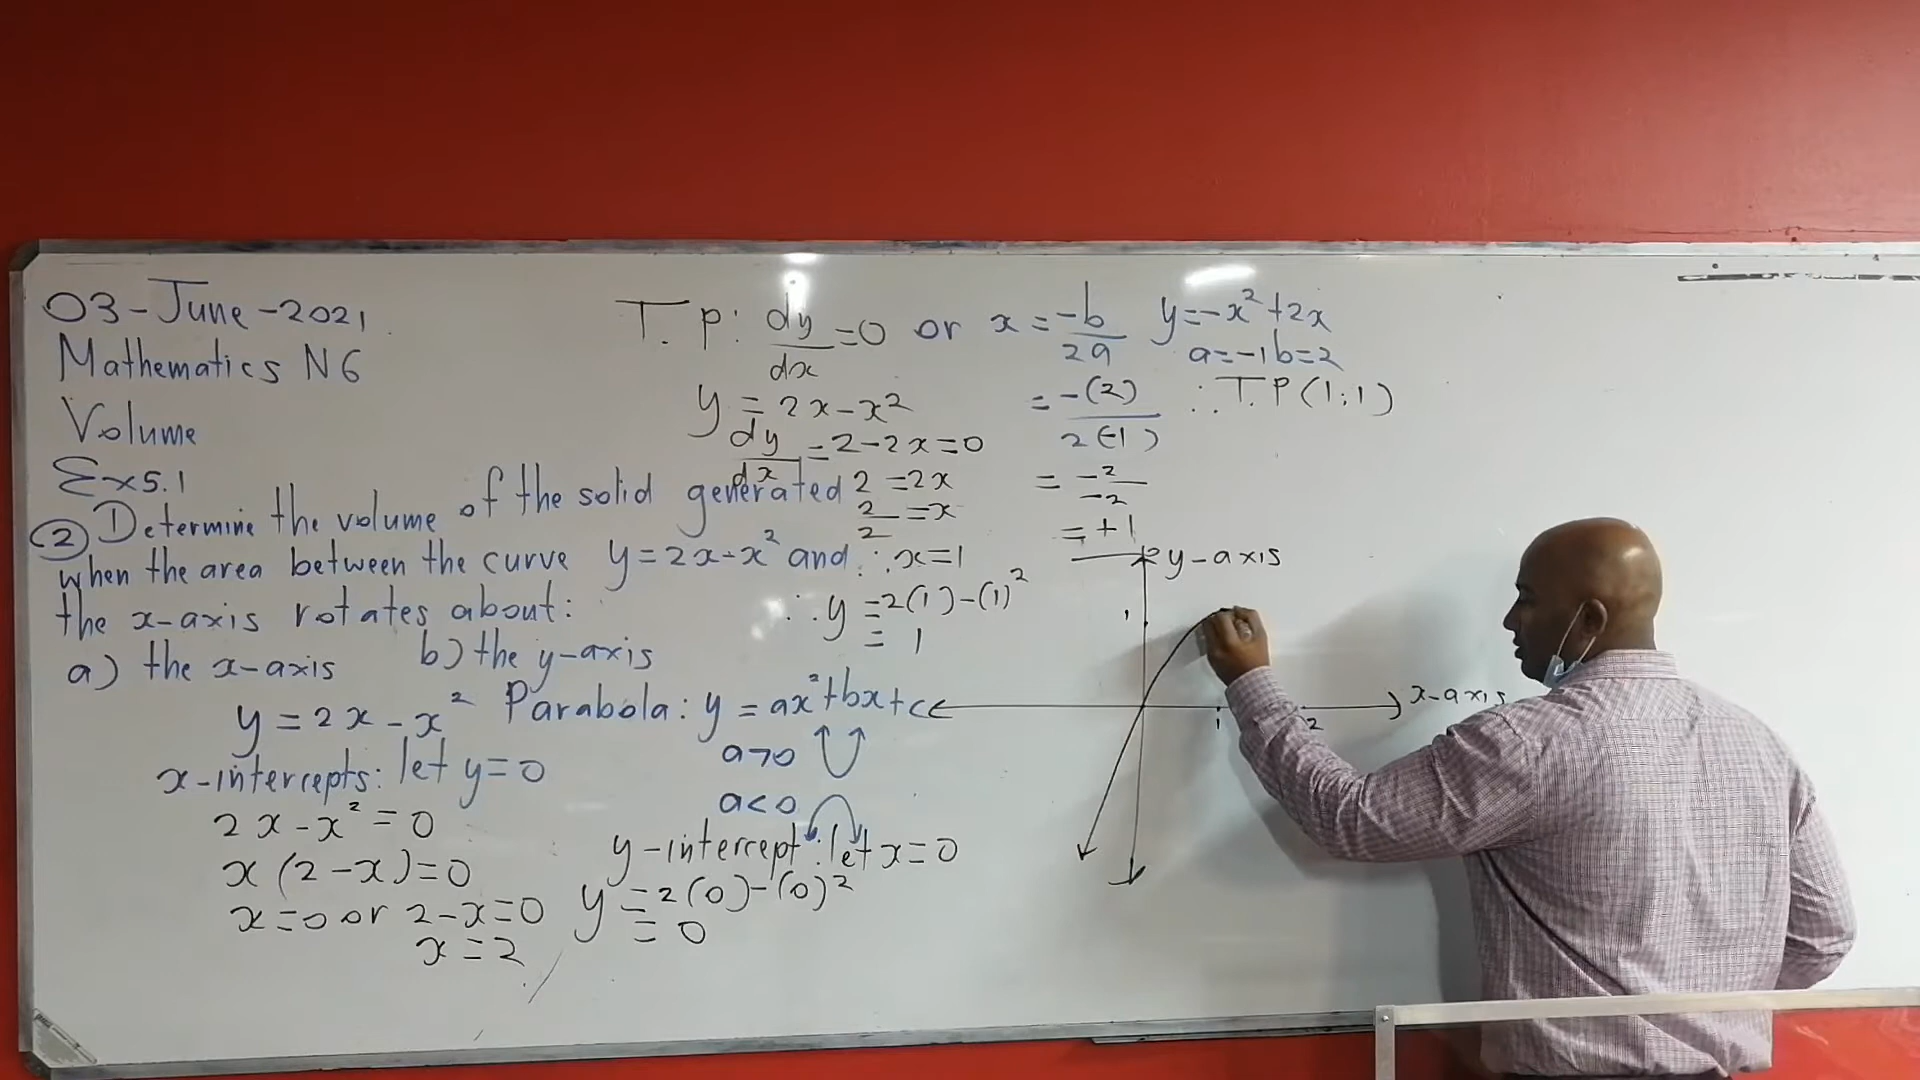 03-June-2021
Mathematics N6
Volume
Ex5.1
② Determine the volume of the solid generated
when the area between the curve y=2x-x² and
the x-axis rotates about:
a) the x-axis b) the y-axis
y=2x-x²
x-intercepts: let y=0
2x-x²=0
x(2-x)=0
x=0 or 2-x=0
x=2
Parabola: y=ax²+bx+c
a>0
a<0
y-intercept: let x=0
y=2(0)-(0)²
=0
T.P: dy/dx=0 or x=-b/2a
y=2x-x²
dy/dx=2-2x=0
2=2x
2/2=x
∴x=1
∴y=2(1)-(1)²
=1
=-(2)/2(-1)
=-2/-2
=+1
y=-x²+2x
a=-1 b=2
∴T.P(1;1)
y-axis
1
x-axis
1 2